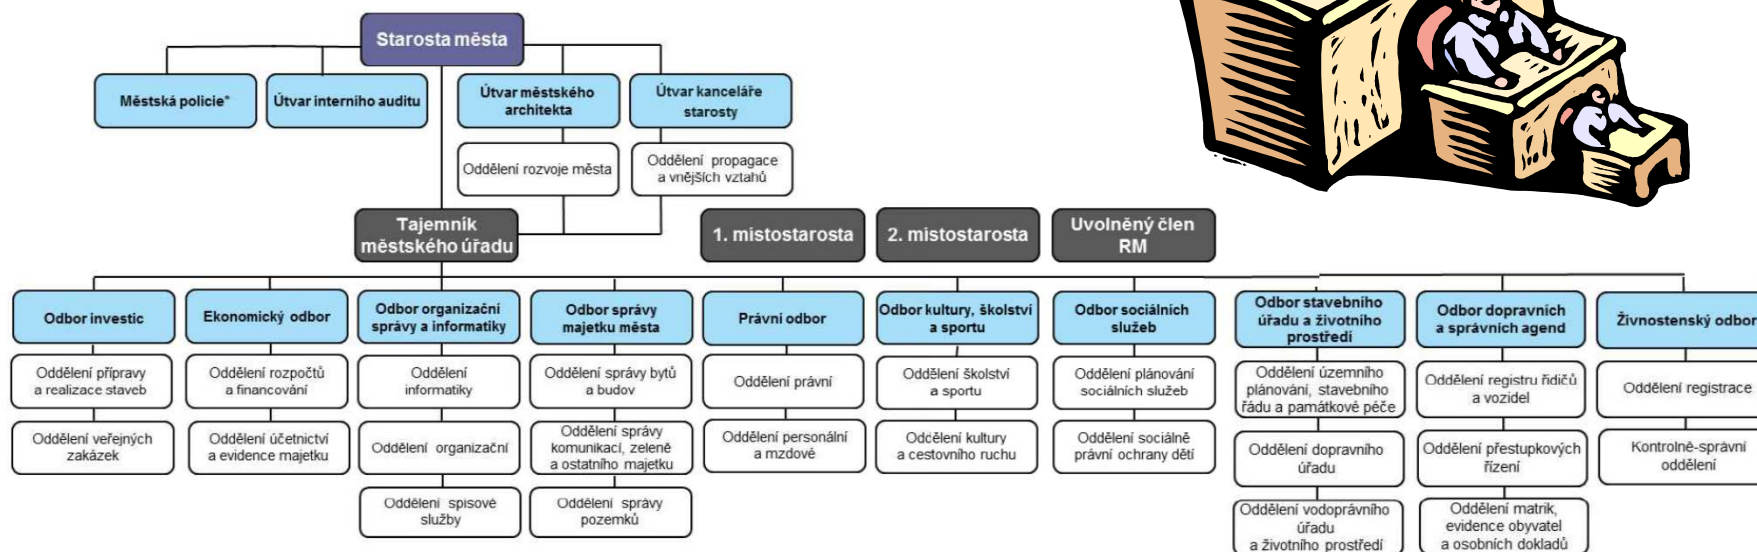 Starosta města
Městská policie*
Útvar interního auditu
Útvar městského
architekta
Útvar kanceláře
starosty
Oddělení rozvoje města
Oddělení propagace
a vnějších vztahů
Tajemník
městského úřadu
1. místostarosta
2. místostarosta
Uvolněný člen
RM
Odbor investic
Ekonomický odbor
Odbor organizační
správy a informatiky
Odbor správy
majetku města
Právní odbor
Odbor kultury, školství
a sportu
Odbor sociálních
služeb
Odbor stavebního
úřadu a životního
prostředí
Odbor dopravních
a správních agend
Živnostenský odbor
Oddělení přípravy
a realizace staveb
Oddělení rozpočtů
a financování
Oddělení
informatiky
Oddělení správy bytů
a budov
Oddělení právní
Oddělení školství
a sportu
Oddělení plánování
sociálních služeb
Oddělení územního
plánování, stavebního
řádu a památkové péče
Oddělení registru řidičů
a vozidel
Oddělení registrace
Oddělení veřejných
zakázek
Oddělení účetnictví
a evidence majetku
Oddělení organizační
Oddělení správy
komunikací, zeleně
a ostatního majetku
Oddělení personální
a mzdové
Oddělení kultury
a cestovního ruchu
Oddělení sociálně
právní ochrany dětí
Oddělení dopravního
úřadu
Oddělení přestupkových
řízení
Kontrolně-správní
oddělení
Oddělení spisové
služby
Oddělení správy
pozemků
Oddělení vodoprávního
úřadu
a životního prostředí
Oddělení matrik,
evidence obyvatel
a osobních dokladů